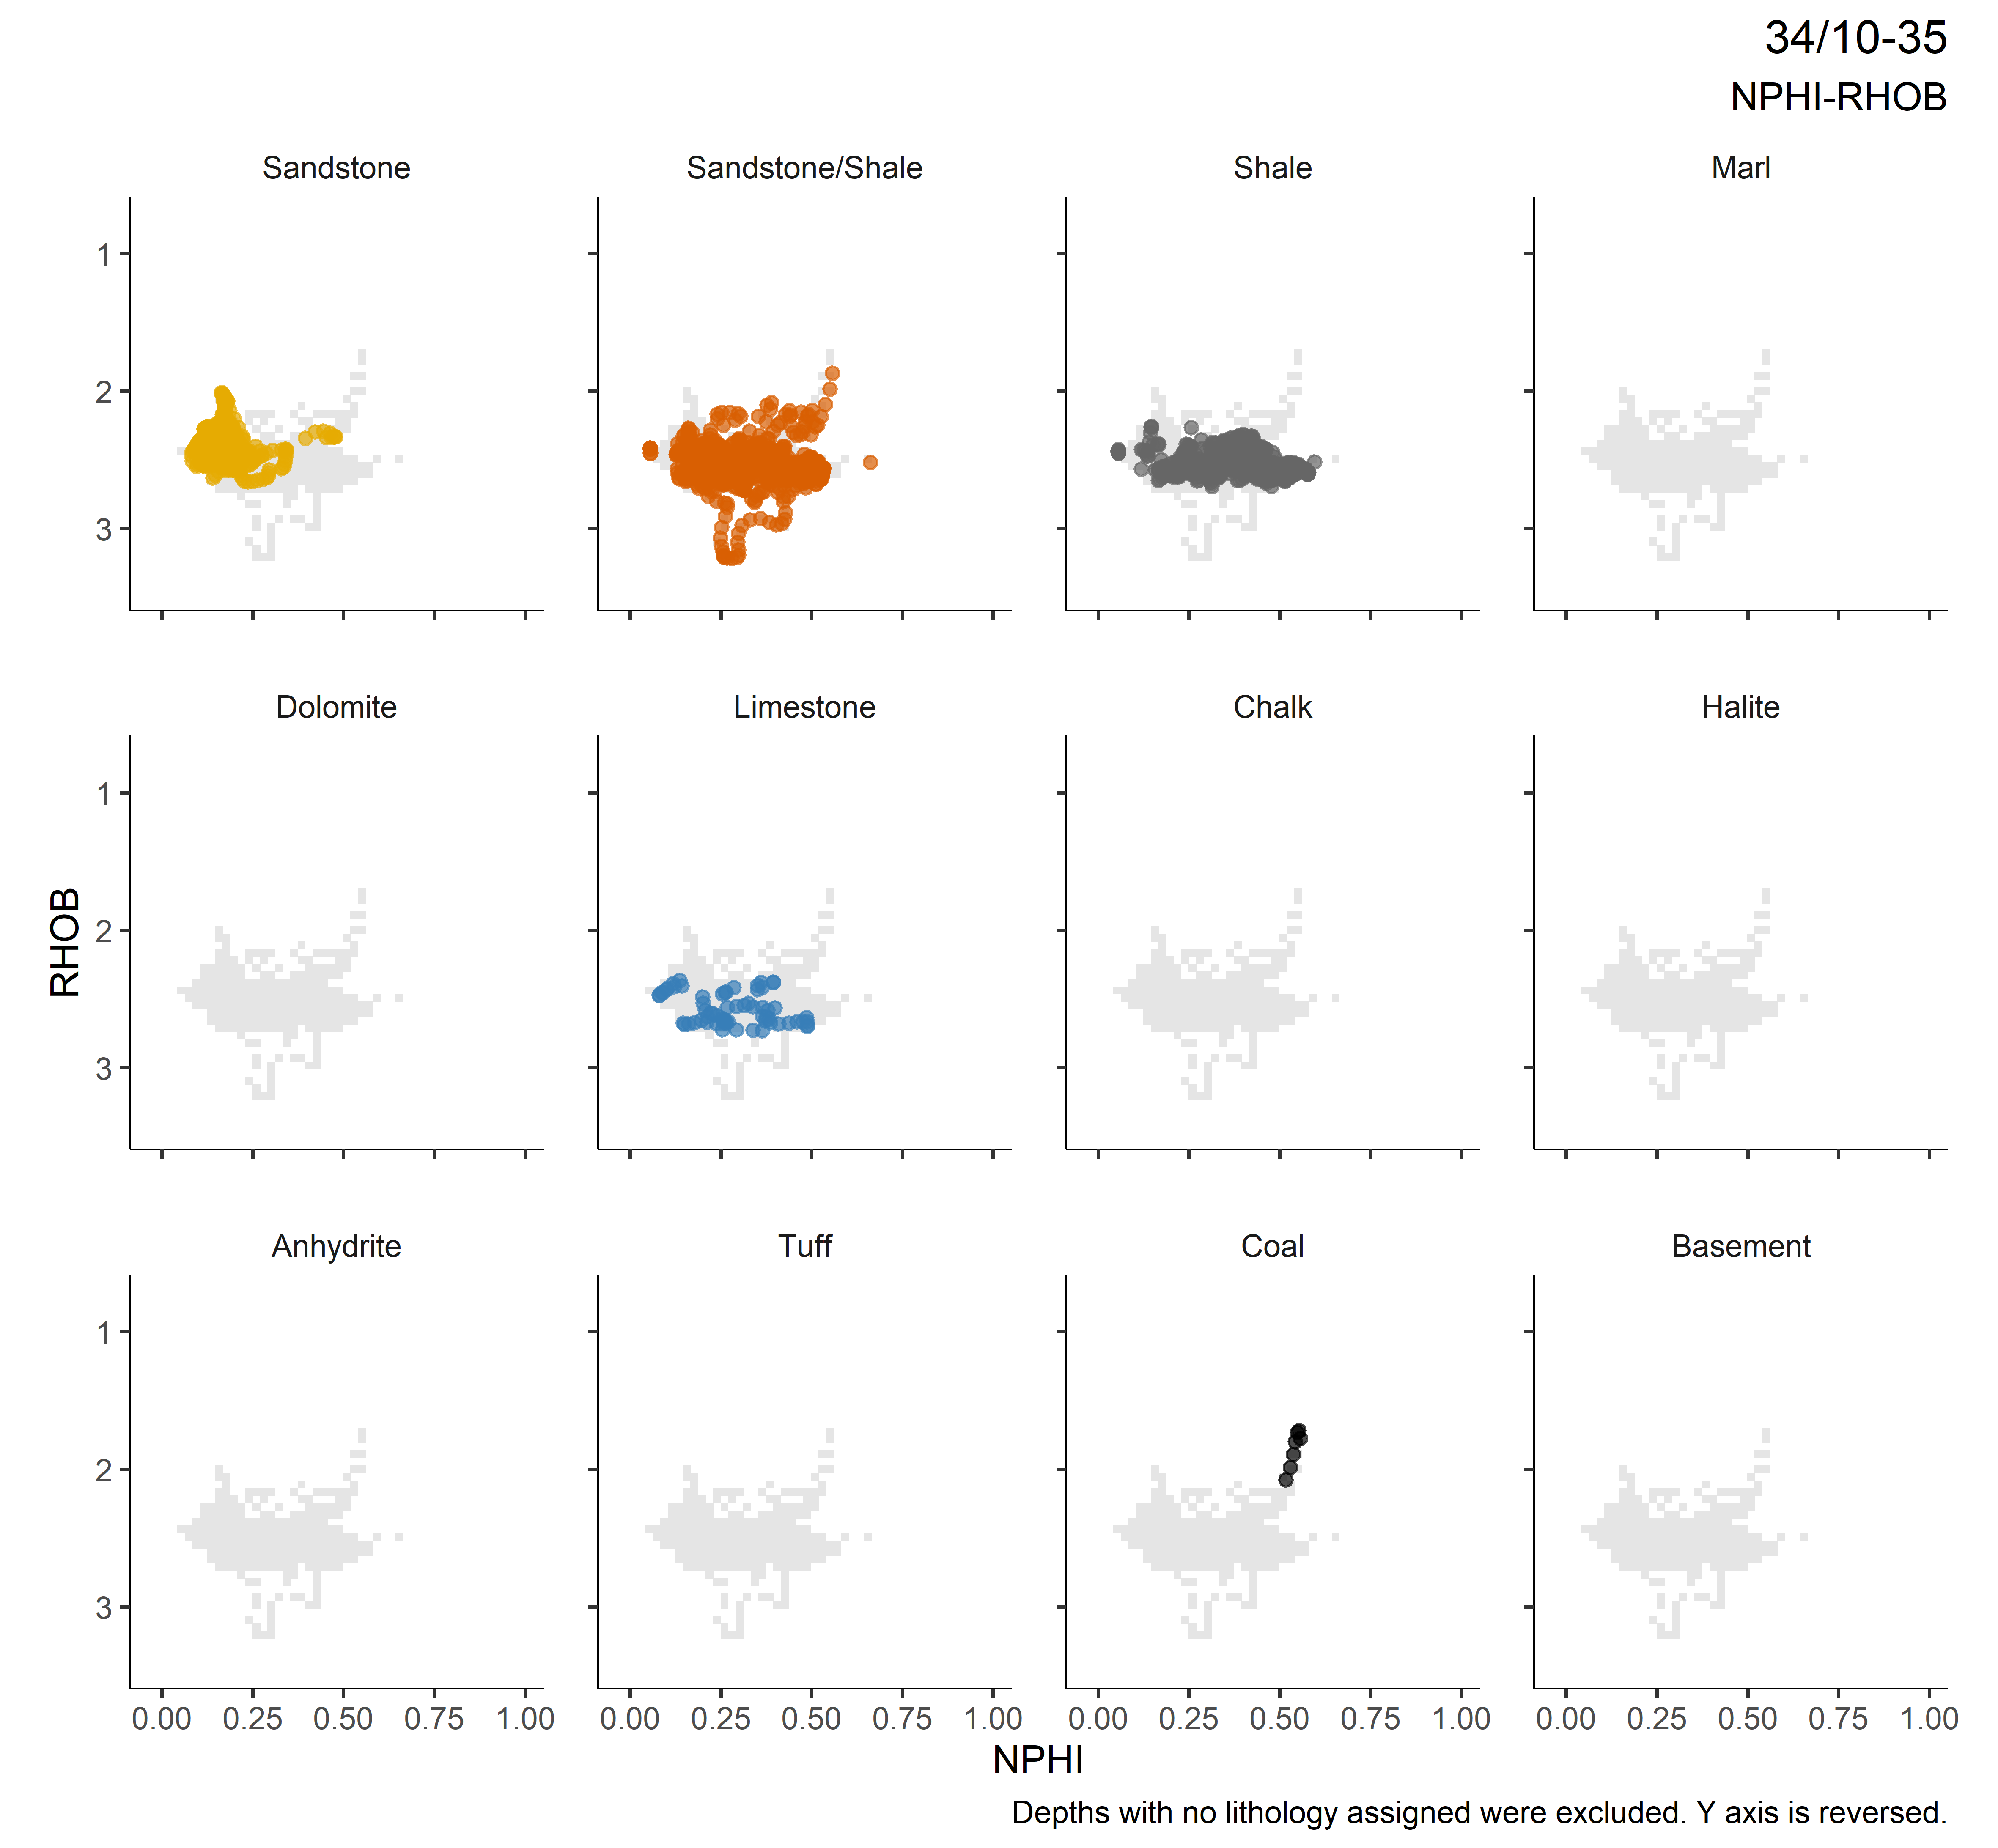 34/10-35
NPHI-RHOB
Sandstone Sandstone/Shale Shale Marl
1
2
3
Dolomite Limestone Chalk Halite
RHOB
1
2
3
Anhydrite Tuff Coal Basement
1
2
3
0.00 0.25 0.50 0.75 1.00 0.00 0.25 0.50 0.75 1.00 0.00 0.25 0.50 0.75 1.00 0.00 0.25 0.50 0.75 1.00
NPHI
Depths with no lithology assigned were excluded. Y axis is reversed.